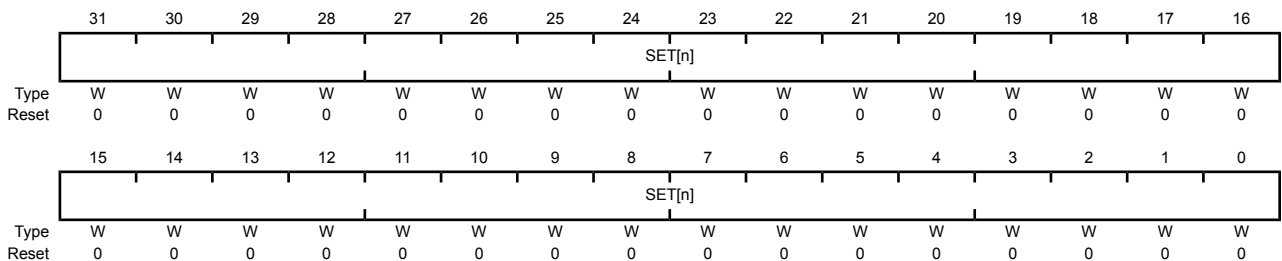 31 30 29 28 27 26 25 24 23 22 21 20 19 18 17 16
SET[n]
Type W W W W W W W W W W W W W W W W
Reset 0 0 0 0 0 0 0 0 0 0 0 0 0 0 0 0
15 14 13 12 11 10 9 8 7 6 5 4 3 2 1 0
SET[n]
Type W W W W W W W W W W W W W W W W
Reset 0 0 0 0 0 0 0 0 0 0 0 0 0 0 0 0